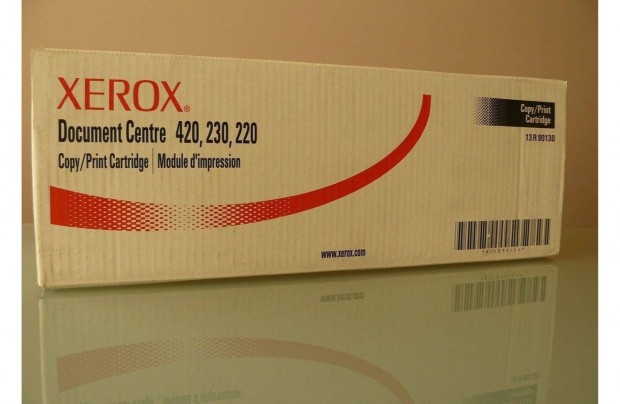 XEROX®
Document Centre 420, 230, 220
Copy/Print Cartridge | Module d'impression
Copy/Print
Cartridge
13R90130
www.xerox.com